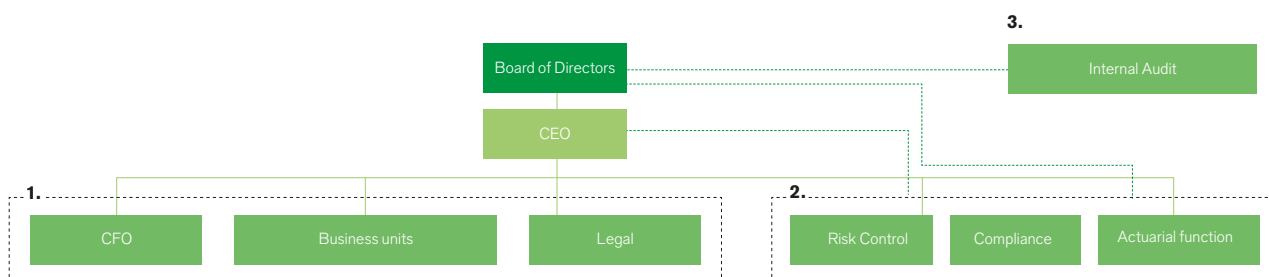 3.
Board of Directors
Internal Audit
CEO
1.
2.
CFO
Business units
Legal
Risk Control
Compliance
Actuarial function